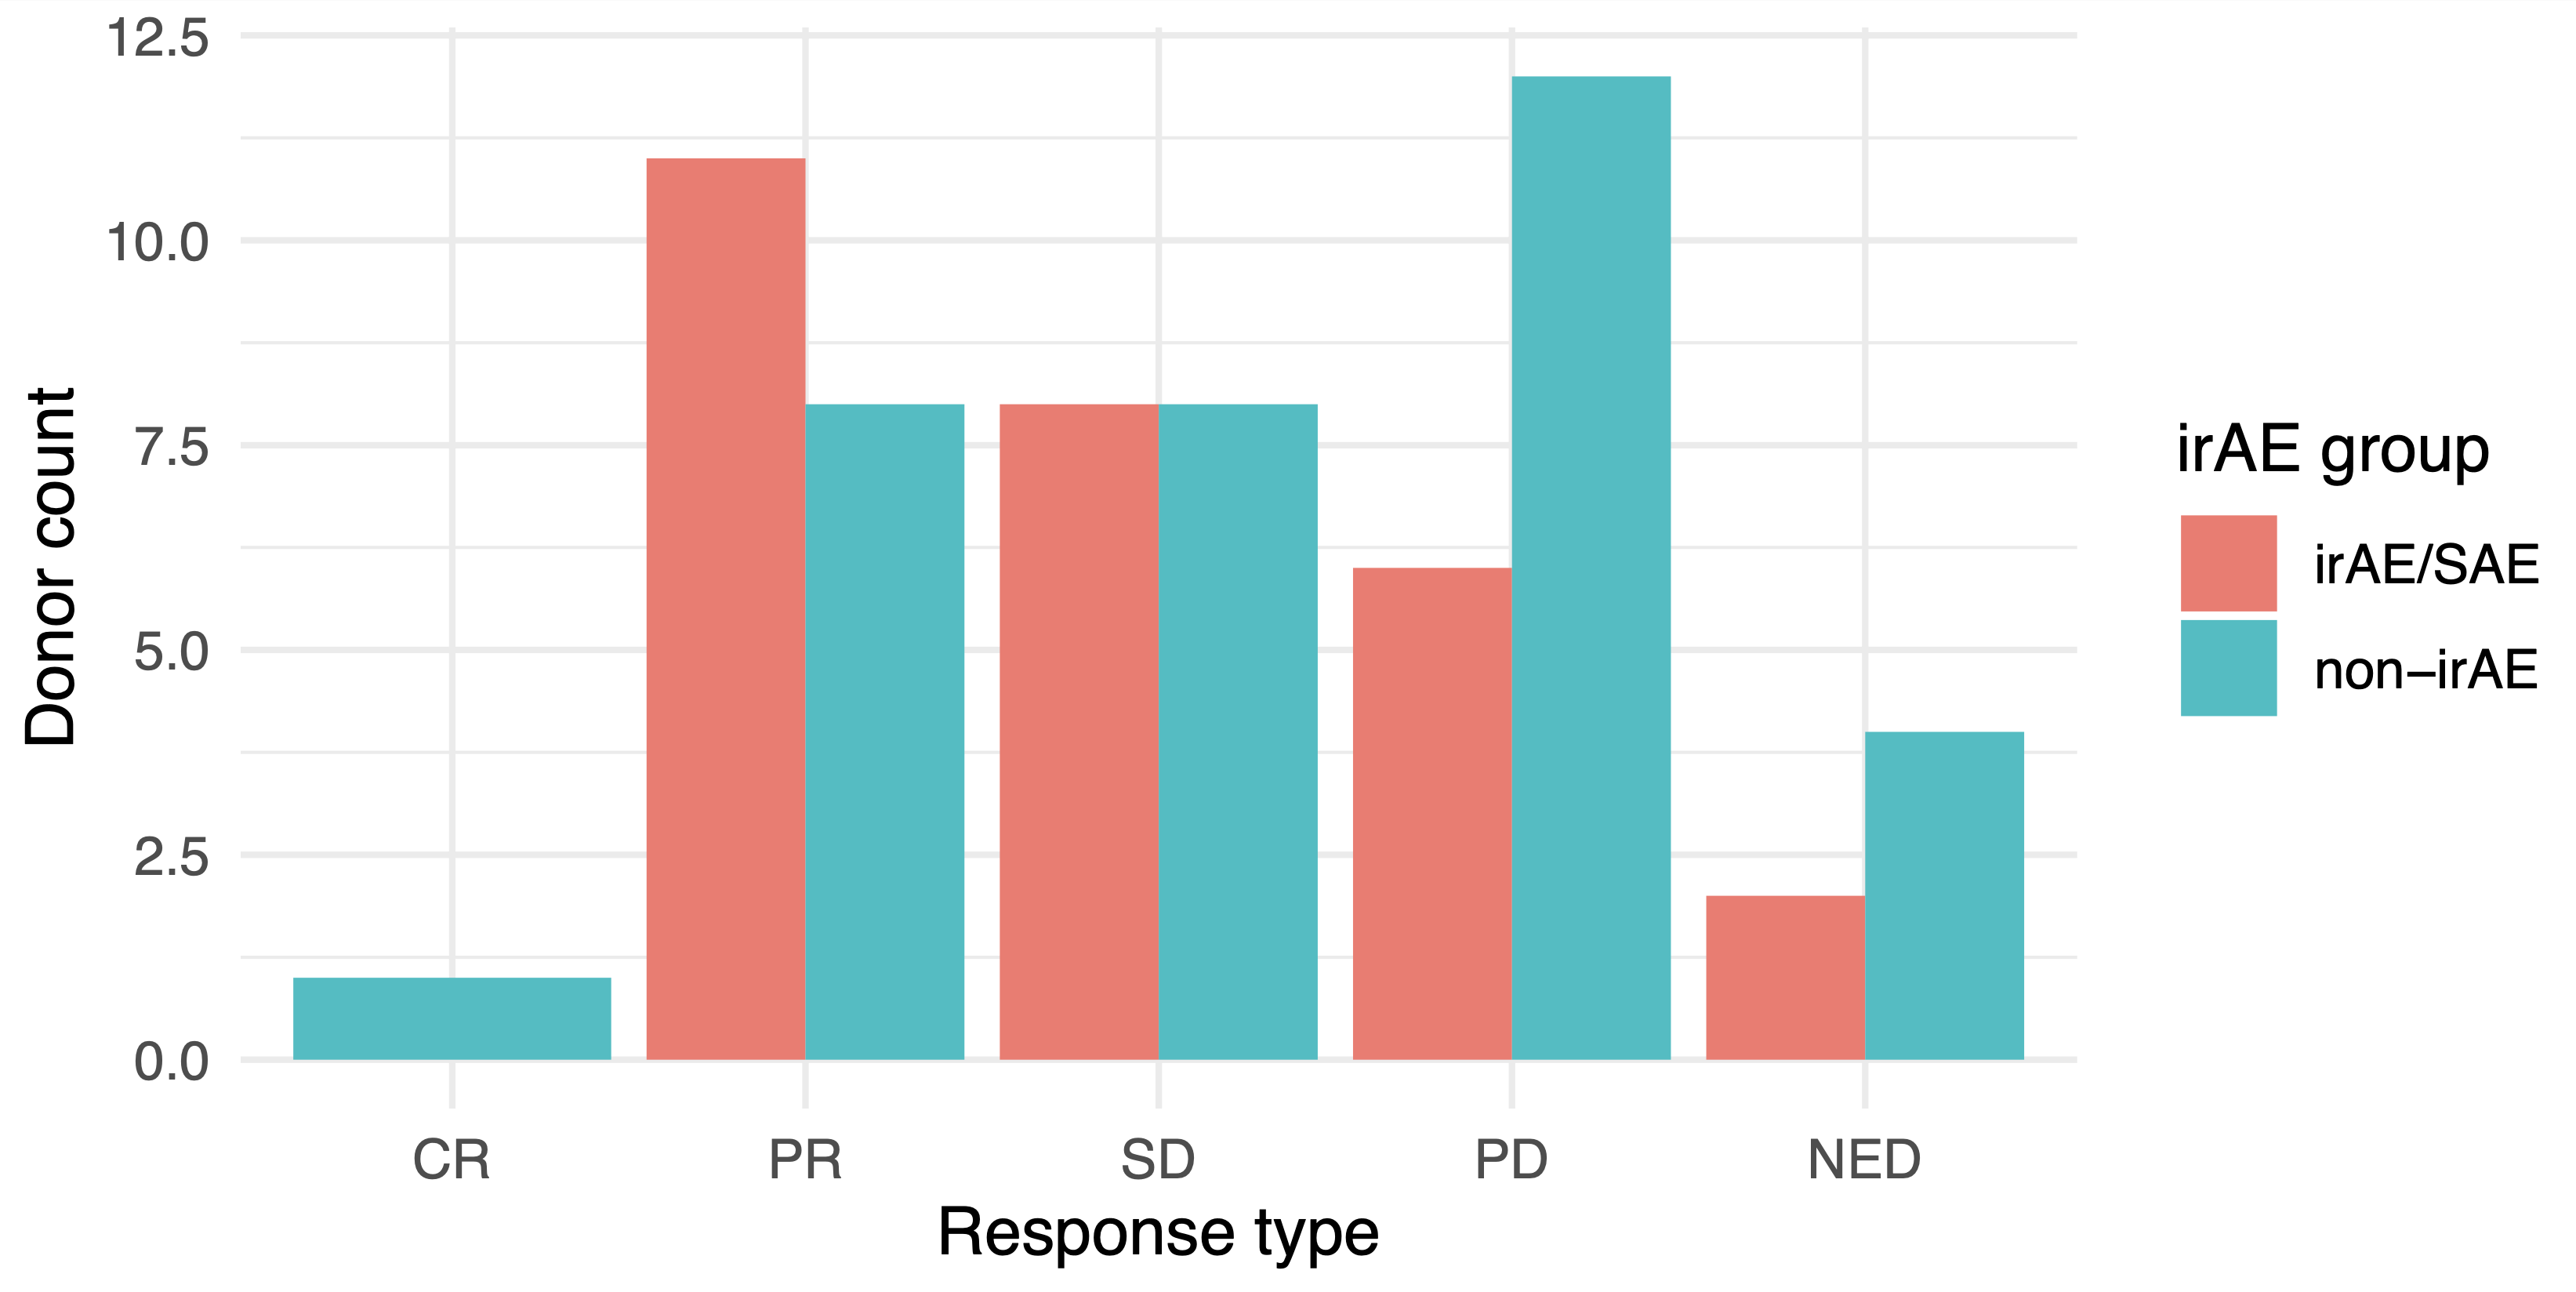 12.5
10.0
7.5
5.0
2.5
0.0
Donor count
CR PR SD PD NED
Response type
irAE group
irAE/SAE
non−irAE